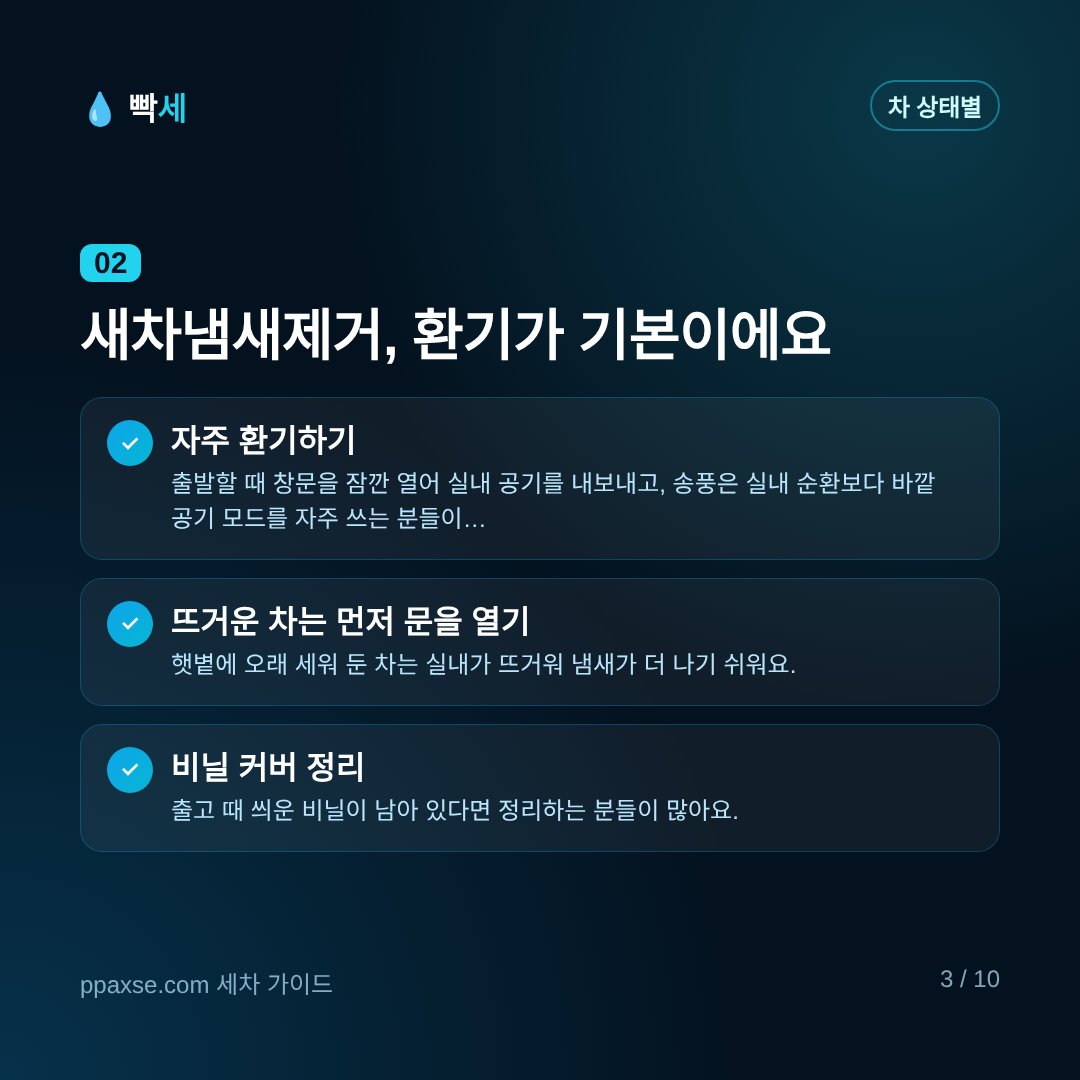 빡세
차 상태별
02
새차냄새제거, 환기가 기본이에요
자주 환기하기
출발할 때 창문을 잠깐 열어 실내 공기를 내보내고, 송풍은 실내 순환보다 바깥
공기 모드를 자주 쓰는 분들이…
뜨거운 차는 먼저 문을 열기
햇볕에 오래 세워 둔 차는 실내가 뜨거워 냄새가 더 나기 쉬워요.
비닐 커버 정리
출고 때 씌운 비닐이 남아 있다면 정리하는 분들이 많아요.
ppaxse.com 세차 가이드
3 / 10